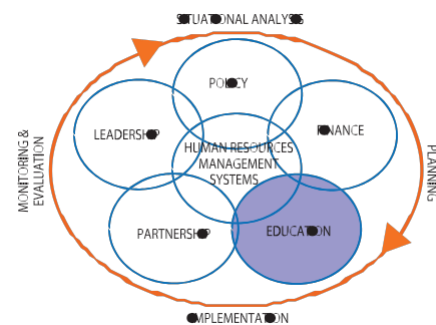 SITUATIONAL ANALYSIS
POLICY
LEADERSHIP
FINANCE
HUMAN RESOURCES
MANAGEMENT
SYSTEMS
MONITORING &
EVALUATION
PLANNING
PARTNERSHIP
EDUCATION
IMPLEMENTATION